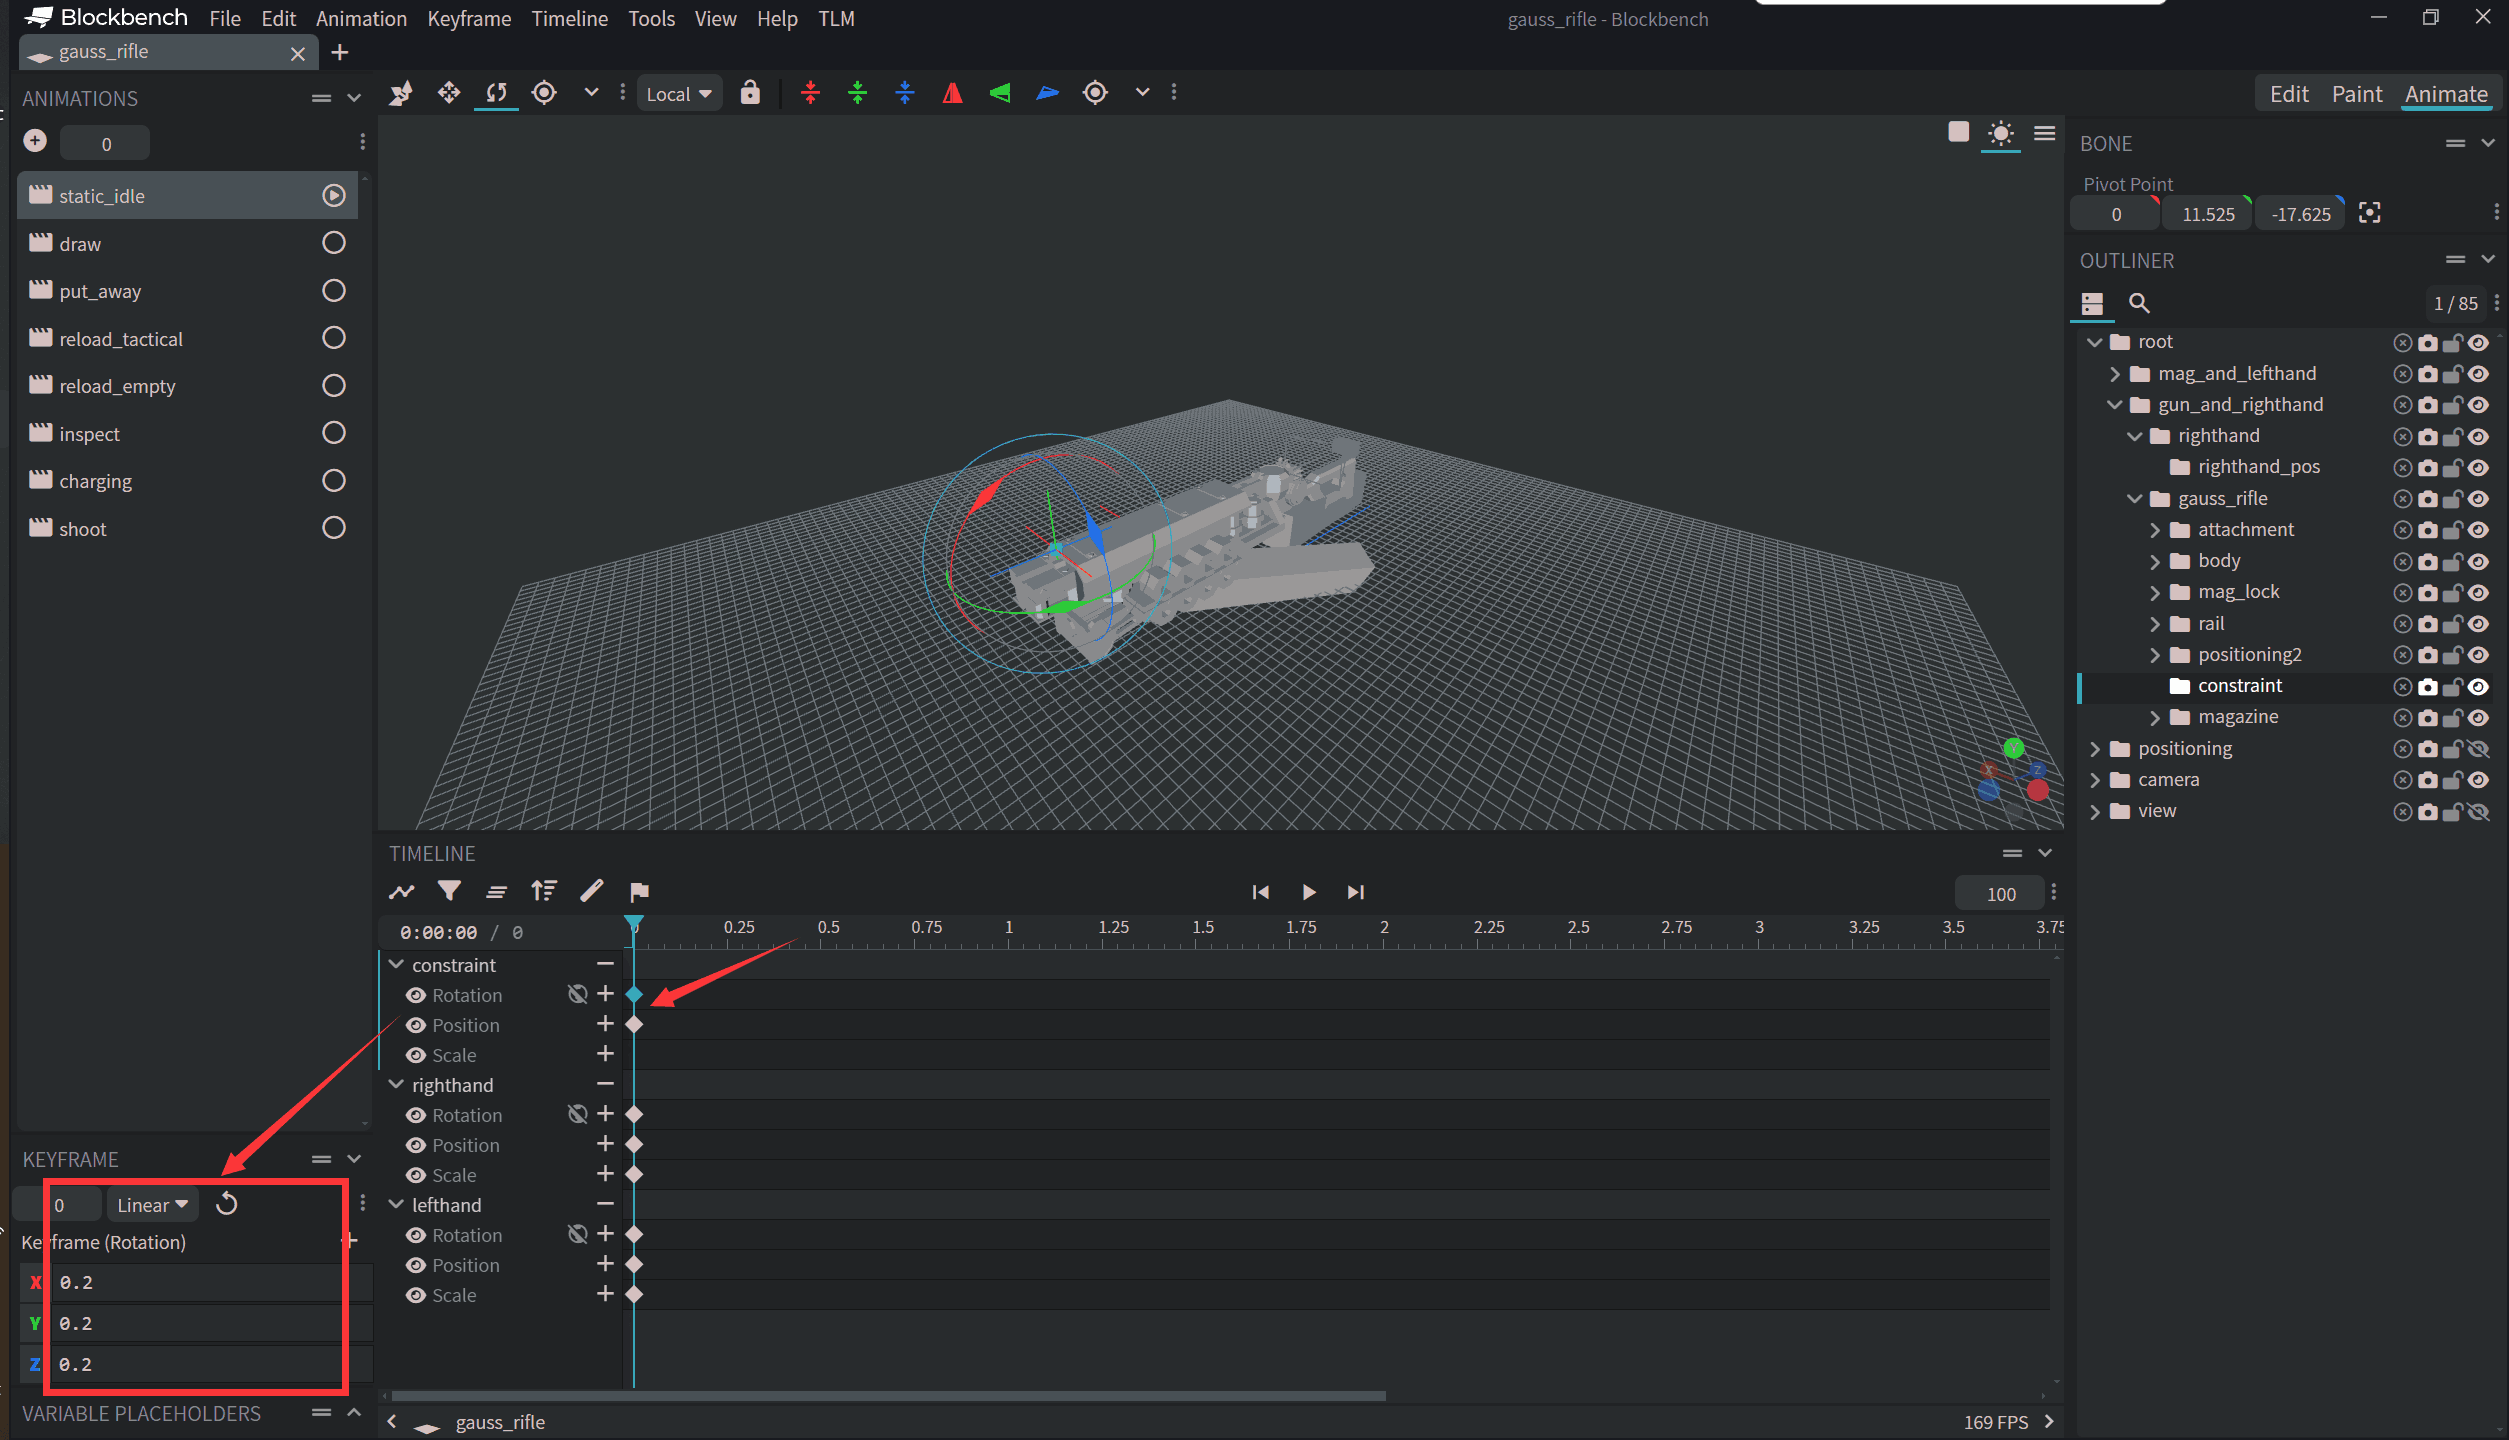 Blockbench File Edit Animation Keyframe Timeline Tools View Help TLM
gauss_rifle - Blockbench
gauss_rifle
ANIMATIONS
0
static_idle
draw
put_away
reload_tactical
reload_empty
inspect
charging
shoot
Local
Edit Paint Animate
BONE
Pivot Point
0 11.525 -17.625
OUTLINER
1 / 85
root
mag_and_lefthand
gun_and_righthand
righthand
righthand_pos
gauss_rifle
attachment
body
mag_lock
rail
positioning2
constraint
magazine
positioning
camera
view
TIMELINE
100
0:00:00 / 0
0 0.25 0.5 0.75 1 1.25 1.5 1.75 2 2.25 2.5 2.75 3 3.25 3.5 3.75
constraint
Rotation
Position
Scale
righthand
Rotation
Position
Scale
lefthand
Rotation
Position
Scale
KEYFRAME
0 Linear
Keyframe (Rotation)
X 0.2
Y 0.2
Z 0.2
VARIABLE PLACEHOLDERS
gauss_rifle
169 FPS